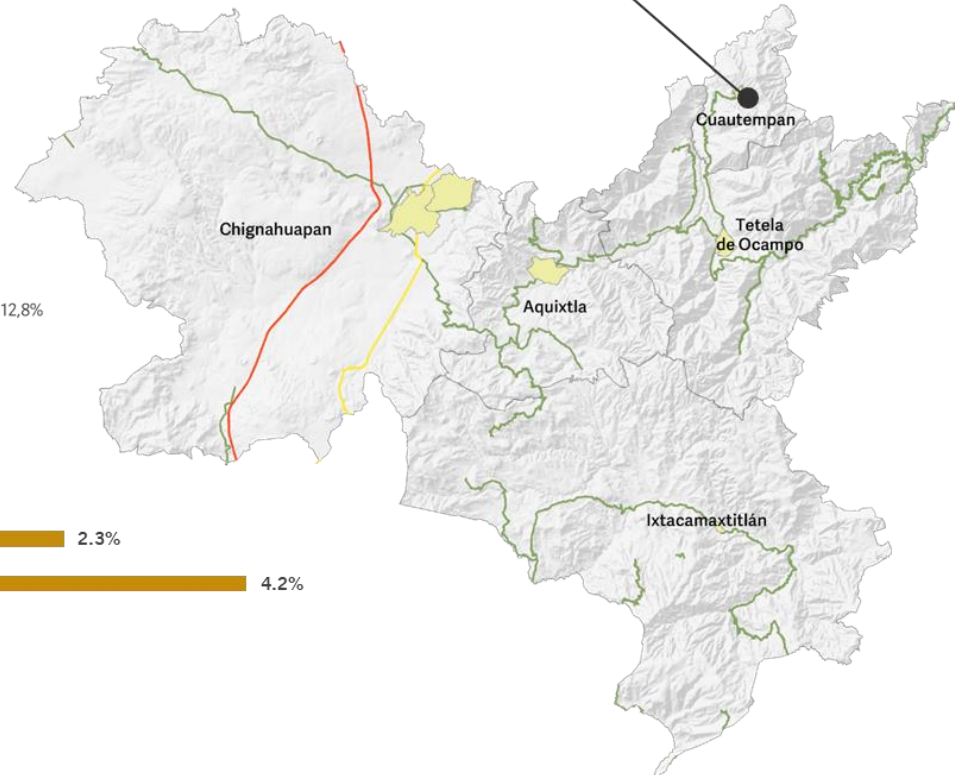 Cuautempan
Chignahuapan
Tetela
de Ocampo
Aquixtla
12,8%
Ixtacamaxtitlán
2.3%
4.2%